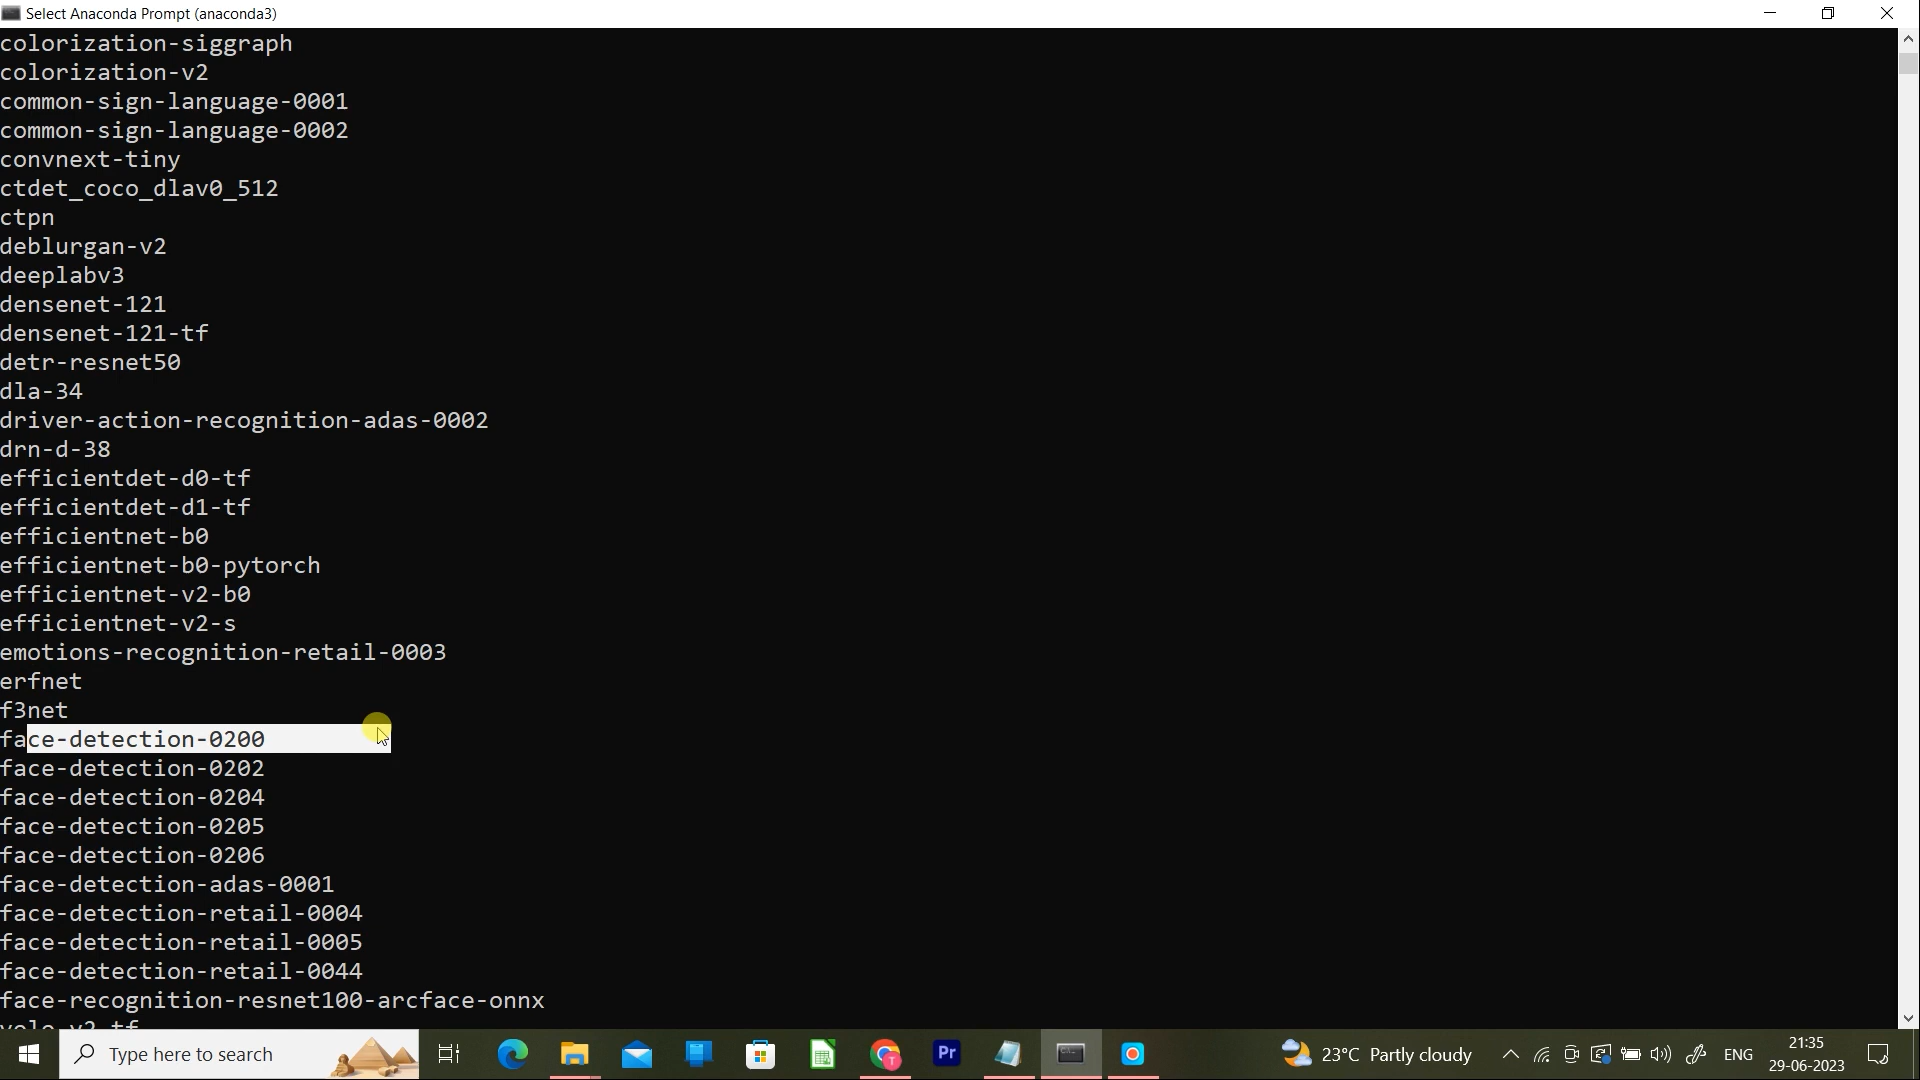 Select Anaconda Prompt (anaconda3)
colorization-siggraph
colorization-v2
common-sign-language-0001
common-sign-language-0002
convnext-tiny
ctdet_coco_dlav0_512
ctpn
deblurgan-v2
deeplabv3
densenet-121
densenet-121-tf
detr-resnet50
dla-34
driver-action-recognition-adas-0002
drn-d-38
efficientdet-d0-tf
efficientdet-d1-tf
efficientnet-b0
efficientnet-b0-pytorch
efficientnet-v2-b0
efficientnet-v2-s
emotions-recognition-retail-0003
erfnet
f3net
face-detection-0200
face-detection-0202
face-detection-0204
face-detection-0205
face-detection-0206
face-detection-adas-0001
face-detection-retail-0004
face-detection-retail-0005
face-detection-retail-0044
face-recognition-resnet100-arcface-onnx
yolo-v2-tf
Type here to search
Pr
T
23°C Partly cloudy
ENG
21:35
29-06-2023